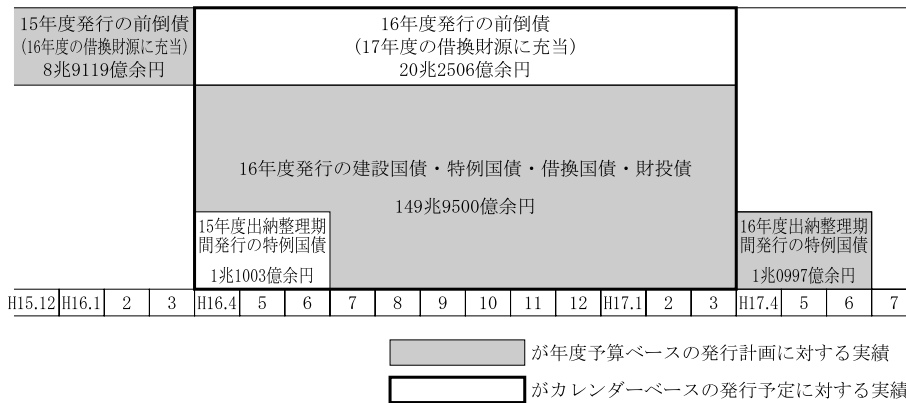 15年度発行の前倒債
(16年度の借換財源に充当)
8兆9119億余円
16年度発行の前倒債
(17年度の借換財源に充当)
20兆2506億余円
16年度発行の建設国債・特例国債・借換国債・財投債
149兆9500億余円
15年度出納整理期
間発行の特例国債
1兆1003億余円
16年度出納整理期
間発行の特例国債
1兆0997億余円
H15.12 H16.1 2 3 H16.4 5 6 7 8 9 10 11 12 H17.1 2 3 H17.4 5 6 7
が年度予算ベースの発行計画に対する実績
がカレンダーベースの発行予定に対する実績